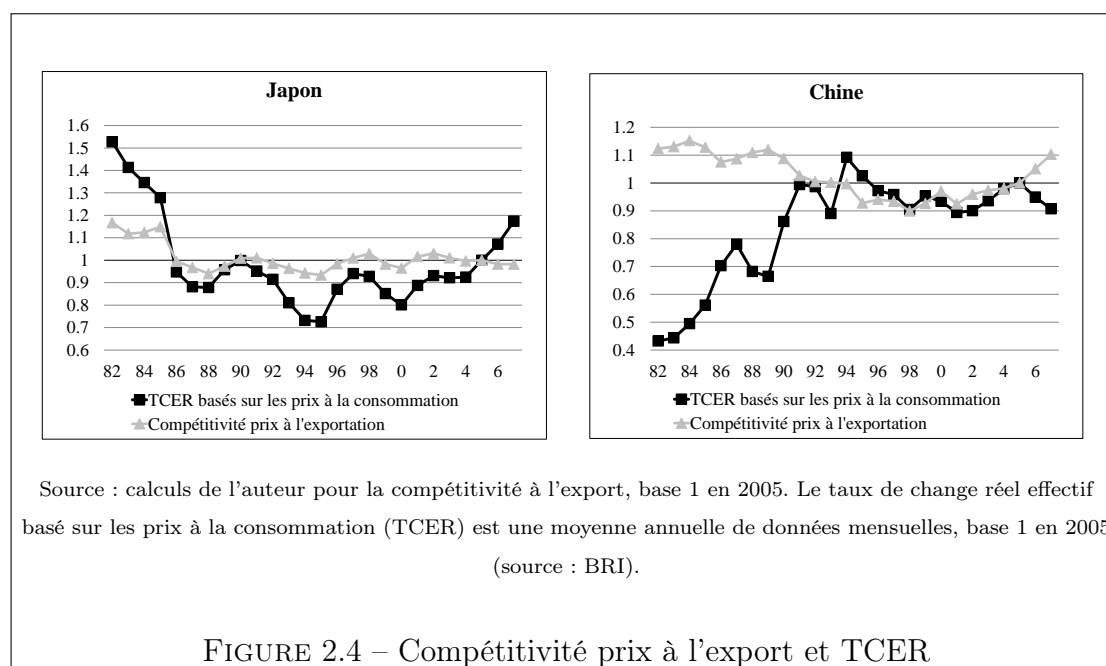 Japon
1.6
1.5
1.4
1.3
1.2
1.1
1
0.9
0.8
0.7
0.6
82 84 86 88 90 92 94 96 98 0 2 4 6
TCER basés sur les prix à la consommation
Compétitivité prix à l'exportation
Chine
1.2
1.1
1
0.9
0.8
0.7
0.6
0.5
0.4
82 84 86 88 90 92 94 96 98 0 2 4 6
TCER basés sur les prix à la consommation
Compétitivité prix à l'exportation
Source : calculs de l'auteur pour la compétitivité à l'export, base 1 en 2005. Le taux de change réel effectif
basé sur les prix à la consommation (TCER) est une moyenne annuelle de données mensuelles, base 1 en 2005
(source : BRI).
FIGURE 2.4 – Compétitivité prix à l'export et TCER